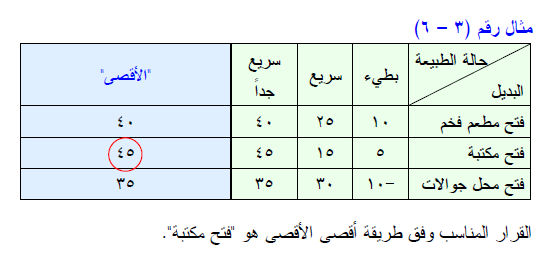 مثال رقم (٣ - ٦)
حالة الطبيعة
البديل
بطيء
سريع
سريع جداً
"الأقصى"
فتح مطعم فخم ١٠ ٢٥ ٤٠ ٤٠
فتح مكتبة ٥ ١٥ ٤٥ ٤٥
فتح محل جوالات -١٠ ٣٠ ٣٥ ٣٥
القرار المناسب وفق طريقة أقصى الأقصى هو "فتح مكتبة".